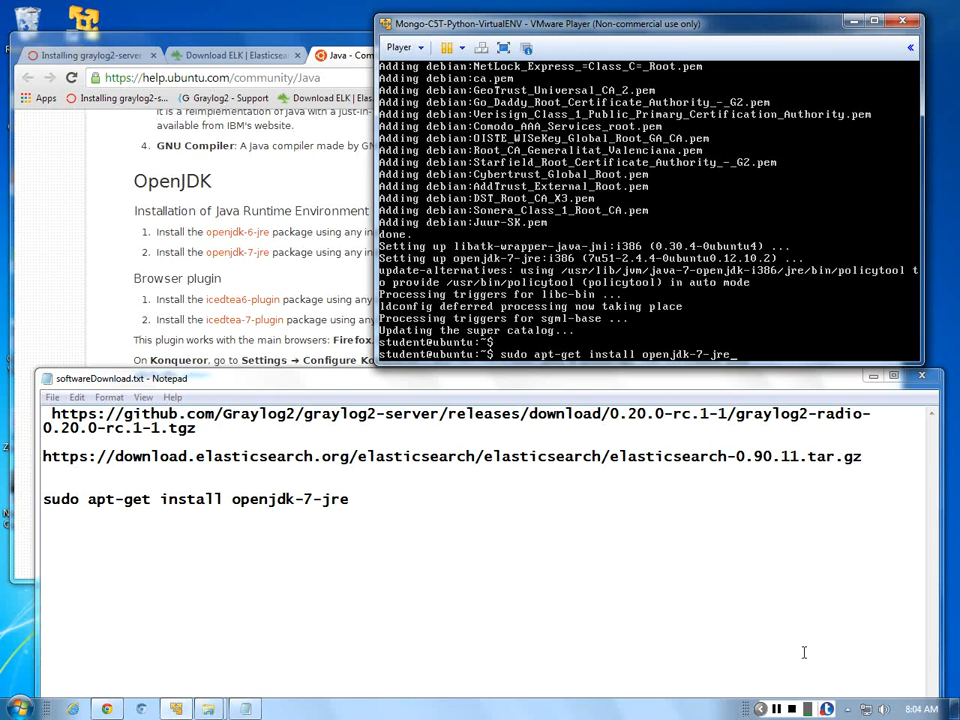 Installing graylog2-server
Download ELK | Elasticsear
Java - Com
https://help.ubuntu.com/community/Java
Apps
Installing graylog2-s...
Graylog2 - Support
Download ELK | Ela
it is a reimplementation of Java with a just-in-
available from IBM's website.
4. GNU Compiler: A Java compiler made by GN
OpenJDK
Installation of Java Runtime Environment
1. Install the openjdk-6-jre package using any in
2. Install the openjdk-7-jre package using any in
Browser plugin
1. Install the icedtea6-plugin package using any
2. Install the icedtea-7-plugin package using any
This plugin works with the main browsers: Firefox.
On Konqueror, go to Settings → Configure Ko
Mongo-C5T-Python-VirtualENV - VMware Player (Non-commercial use only)
Player
Adding debian:NetLock_Express_=Class_C=_Root.pem
Adding debian:ca.pem
Adding debian:GeoTrust_Universal_CA_2.pem
Adding debian:Go_Daddy_Root_Certificate_Authority_-_G2.pem
Adding debian:Verisign_Class_1_Public_Primary_Certification_Authority.pem
Adding debian:Comodo_AAA_Services_root.pem
Adding debian:OISTE_WISeKey_Global_Root_GA_CA.pem
Adding debian:Root_CA_Generalitat_Valenciana.pem
Adding debian:Starfield_Root_Certificate_Authority_-_G2.pem
Adding debian:Cybertrust_Global_Root.pem
Adding debian:AddTrust_External_Root.pem
Adding debian:DST_Root_CA_X3.pem
Adding debian:Sonera_Class_1_Root_CA.pem
Adding debian:Juur-SK.pem
done.
Setting up libatk-wrapper-java-jni:i386 (0.30.4-0ubuntu4) ...
Setting up openjdk-7-jre:i386 (7u51-2.4.4-0ubuntu0.12.10.2) ...
update-alternatives: using /usr/lib/jvm/java-7-openjdk-i386/jre/bin/policytool t
o provide /usr/bin/policytool (policytool) in auto mode
Processing triggers for libc-bin ...
ldconfig deferred processing now taking place
Processing triggers for sgml-base ...
Updating the super catalog...
student@ubuntu:~$
student@ubuntu:~$ sudo apt-get install openjdk-7-jre_
softwareDownload.txt - Notepad
File Edit Format View Help
https://github.com/Graylog2/graylog2-server/releases/download/0.20.0-rc.1-1/graylog2-radio-
0.20.0-rc.1-1.tgz
https://download.elasticsearch.org/elasticsearch/elasticsearch/elasticsearch-0.90.11.tar.gz
sudo apt-get install openjdk-7-jre
8:04 AM